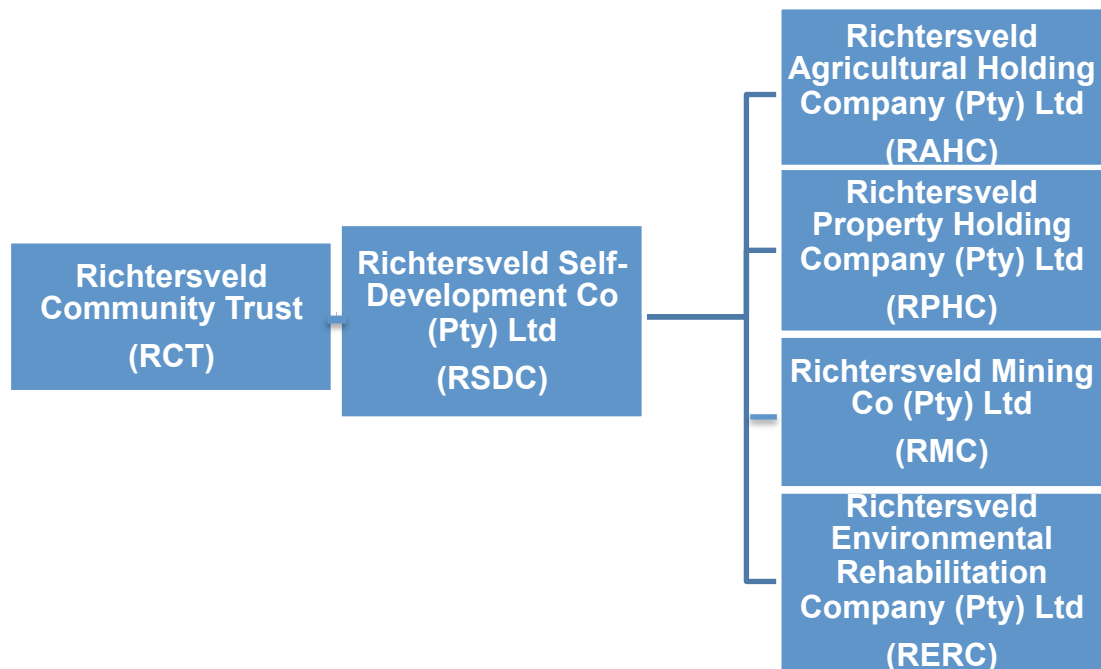 Richtersveld
Community Trust
(RCT)
Richtersveld Self-
Development Co
(Pty) Ltd
(RSDC)
Richtersveld
Agricultural Holding
Company (Pty) Ltd
(RAHC)
Richtersveld
Property Holding
Company (Pty) Ltd
(RPHC)
Richtersveld Mining
Co (Pty) Ltd
(RMC)
Richtersveld
Environmental
Rehabilitation
Company (Pty) Ltd
(RERC)